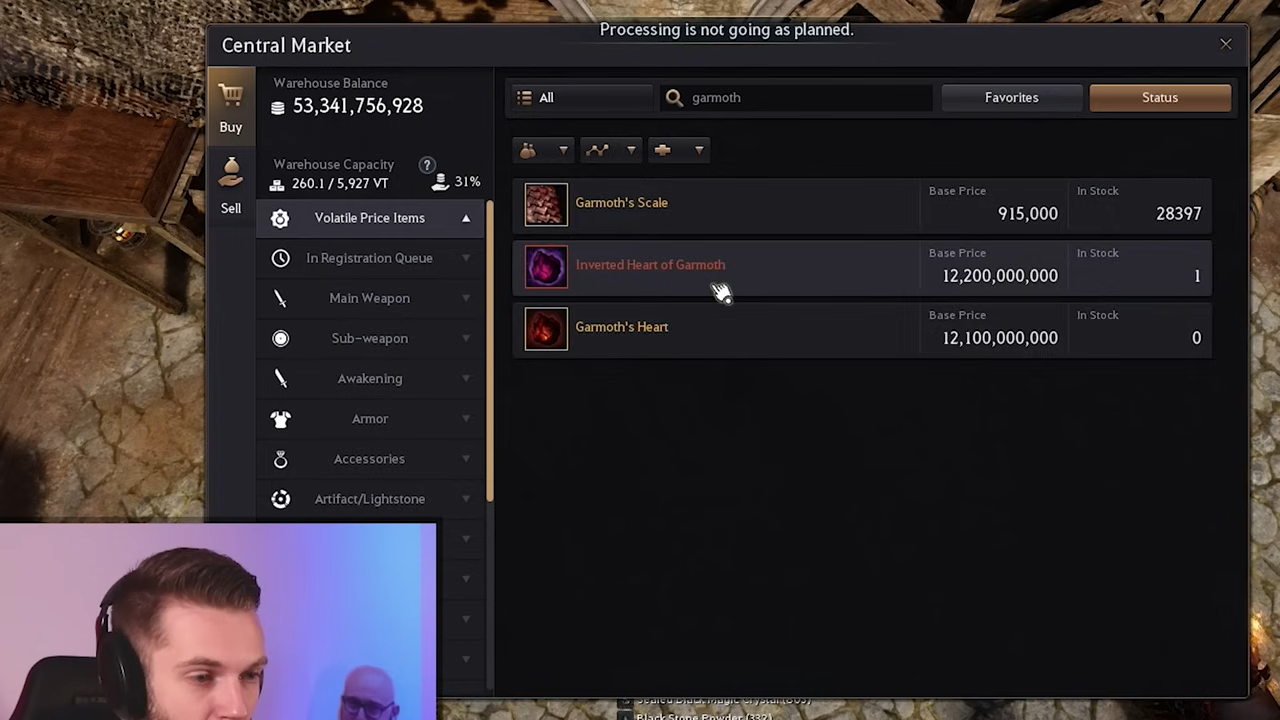 Processing is not going as planned.
Central Market
Buy
Sell
Warehouse Balance
53,341,756,928
Warehouse Capacity ?
260.1 / 5,927 VT
31%
Volatile Price Items
In Registration Queue
Main Weapon
Sub-weapon
Awakening
Armor
Accessories
Artifact/Lightstone
All
garmoth
Favorites
Status
Garmoth's Scale
Base Price
915,000
In Stock
28397
Inverted Heart of Garmoth
Base Price
12,200,000,000
In Stock
1
Garmoth's Heart
Base Price
12,100,000,000
In Stock
0
Black Stone Powder (332)